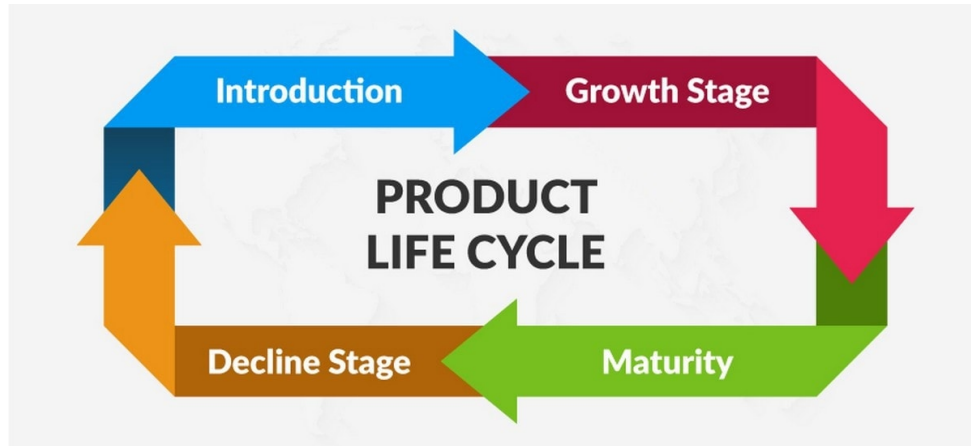 Introduction
Growth Stage
PRODUCT
LIFE CYCLE
Decline Stage
Maturity